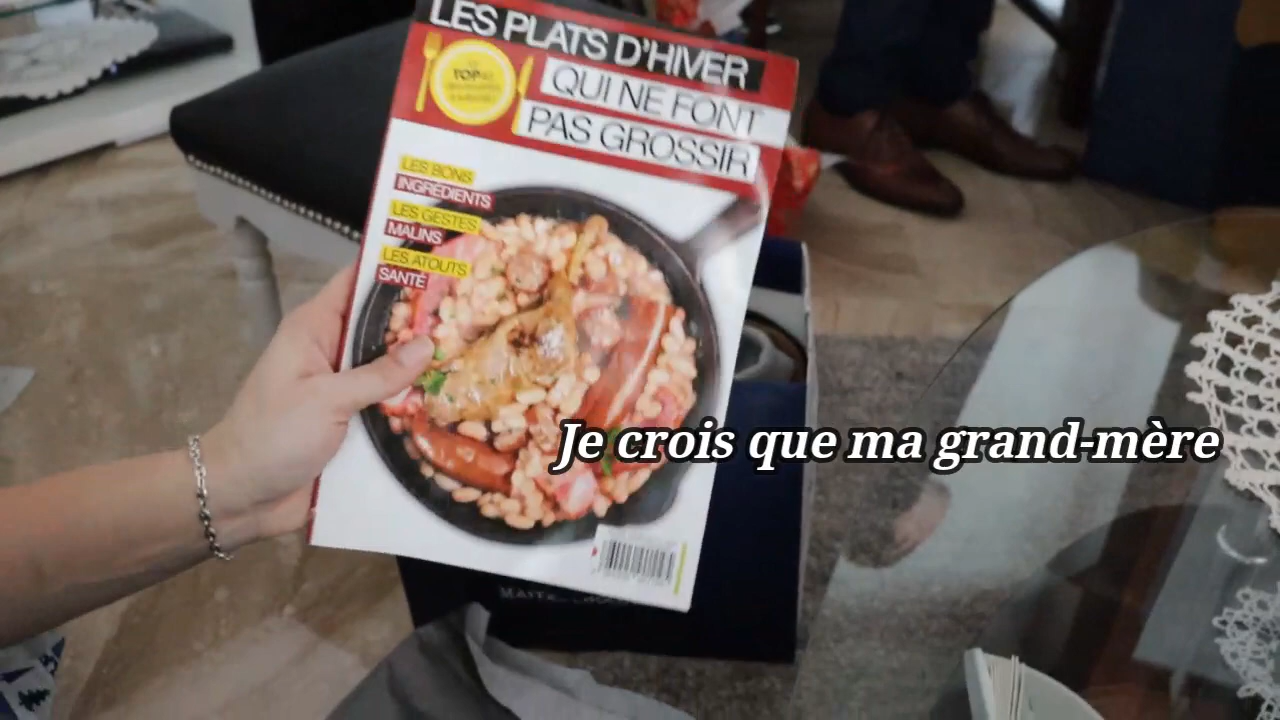 LES PLATS D'HIVER
QUI NE FONT
PAS GROSSIR
TOP
LES BONS
INGRÉDIENTS
LES GESTES
MALINS
LES ATOUTS
SANTÉ
Je crois que ma grand-mère